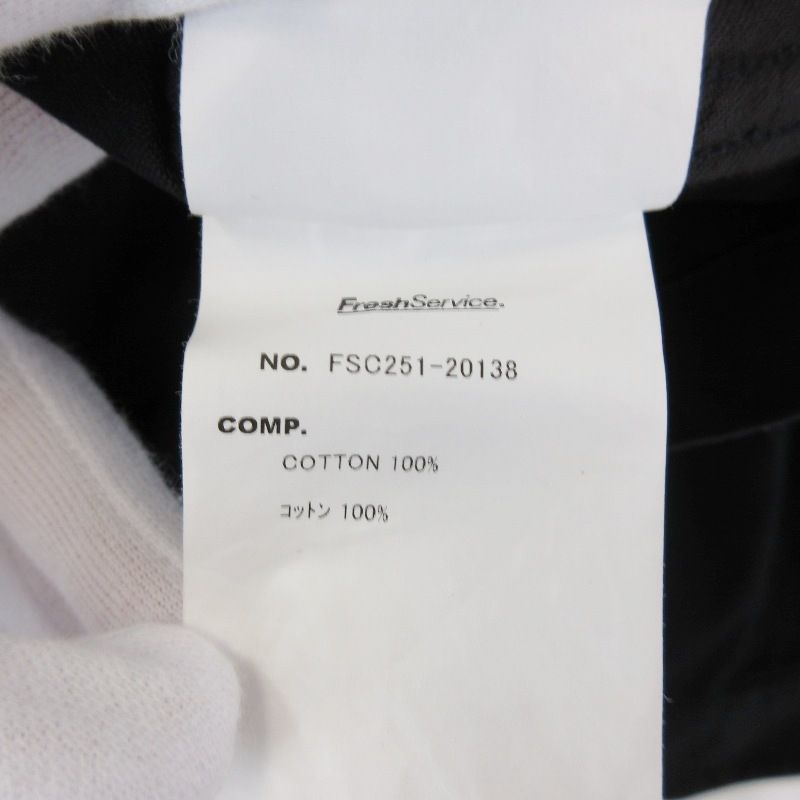 FreshService.
NO. FSC251-20138
COMP.
COTTON 100%
コットン 100%